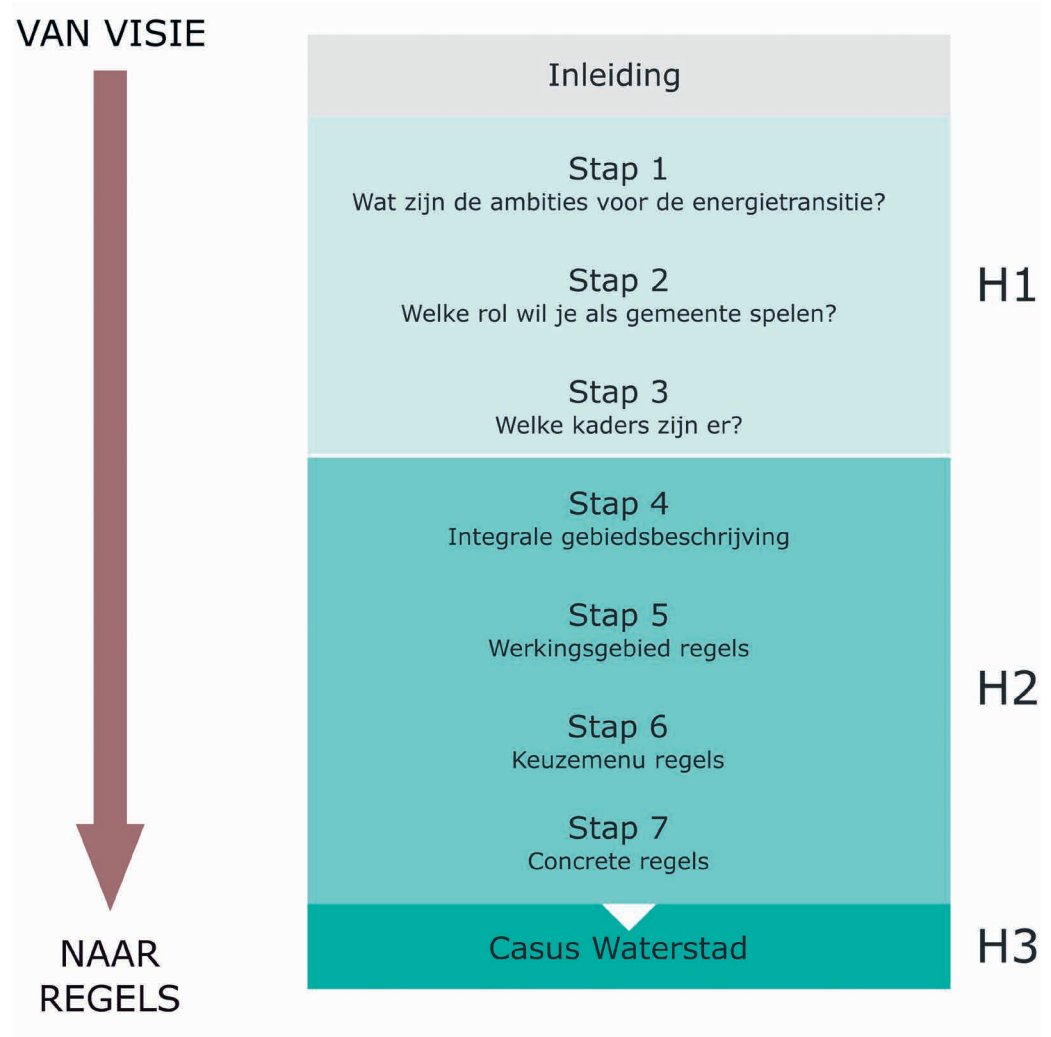 VAN VISIE
Inleiding
Stap 1
Wat zijn de ambities voor de energietransitie?
Stap 2
Welke rol wil je als gemeente spelen?
Stap 3
Welke kaders zijn er?
H1
Stap 4
Integrale gebiedsbeschrijving
Stap 5
Werkingsgebied regels
Stap 6
Keuzemenu regels
Stap 7
Concrete regels
H2
Casus Waterstad
H3
NAAR
REGELS